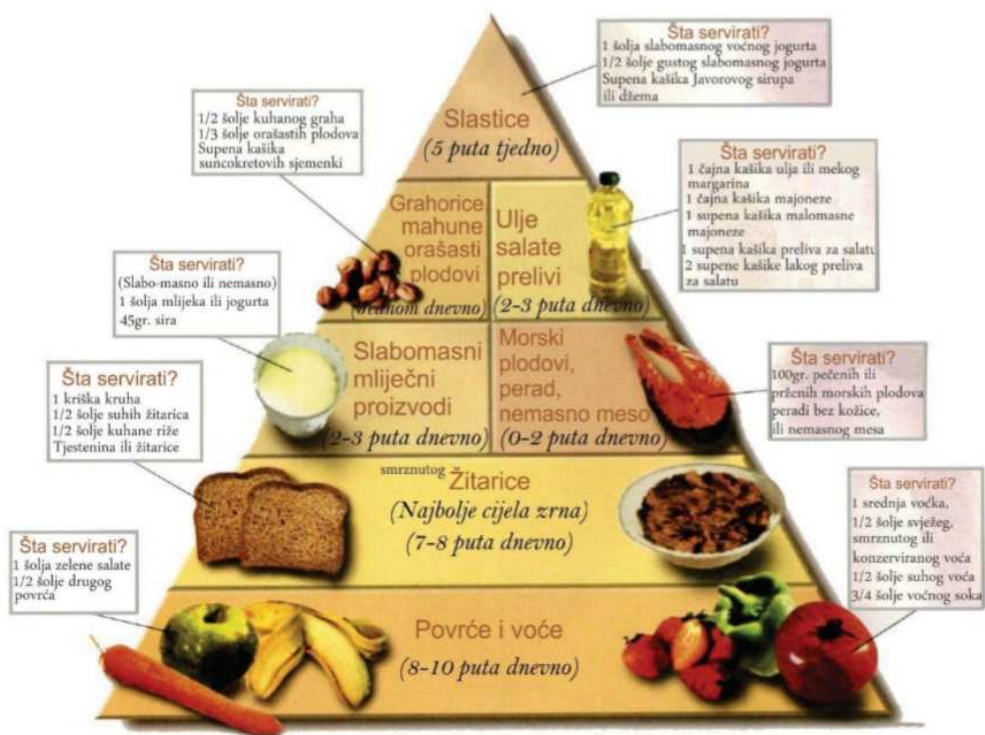 Šta servirati?
1 šolja slabomasnog voćnog jogurta
1/2 šolje gustog slabomasnog jogurta
Supena kašika Javorovog sirupa
ili džema
Slastice
(5 puta tjedno)
Šta servirati?
1/2 šolje kuhanog graha
1/3 šolje orašastih plodova
Supena kašika
suncokretovih sjemenki
Grahorice,
mahune
orašasti
plodovi
(Jednom dnevno)
Ulje
salate
prelivi
(2-3 puta dnevno)
Šta servirati?
1 čajna kašika ulja ili mekog
margarina
1 čajna kašika majoneze
1 supena kašika malomasne
majoneze
1 supena kašika preliva za salatu
2 supene kašike lakog preliva
za salatu
Šta servirati?
(Slabo-masno ili nemasno)
1 šolja mlijeka ili jogurta
45gr. sira
Slabomasni
mliječni
proizvodi
(2-3 puta dnevno)
Morski
plodovi,
perad,
nemasno meso
(0-2 puta dnevno)
Šta servirati?
100gr. pečenih ili
prženih morskih plodova
peradi bez kožice,
ili nemasnog mesa
Šta servirati?
1 kriška kruha
1/2 šolje suhih žitarica
1/2 šolje kuhane riže
Tjestenina ili žitarice
smrznutog
Žitarice
(Najbolje cijela zrna)
(7-8 puta dnevno)
Šta servirati?
1 šolja zelene salate
1/2 šolje drugog
povrća
Povrće i voće
(8-10 puta dnevno)
Šta servirati?
1 srednja voćka,
1/2 šolje svježeg,
smrznutog ili
konzerviranog voća
1/2 šolje suhog voća
3/4 šolje voćnog soka